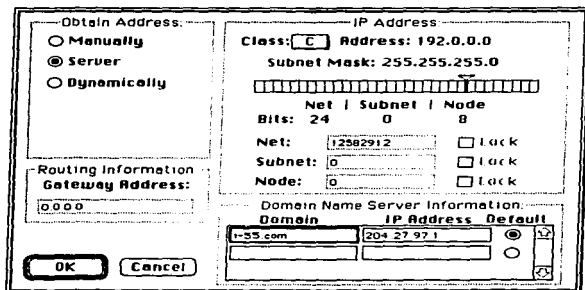 Obtain Address:
Manually
Server
Dynamically
Routing Information
Gateway Address:
0.0.0.0
OK
Cancel
IP Address
Class: C Address: 192.0.0.0
Subnet Mask: 255.255.255.0
Net | Subnet | Node
Bits: 24 0 8
Net: 12582912 Lock
Subnet: 0 Lock
Node: 0 Lock
Domain Name Server Information:
Domain IP Address Default
i-55.com 204.27.97.1